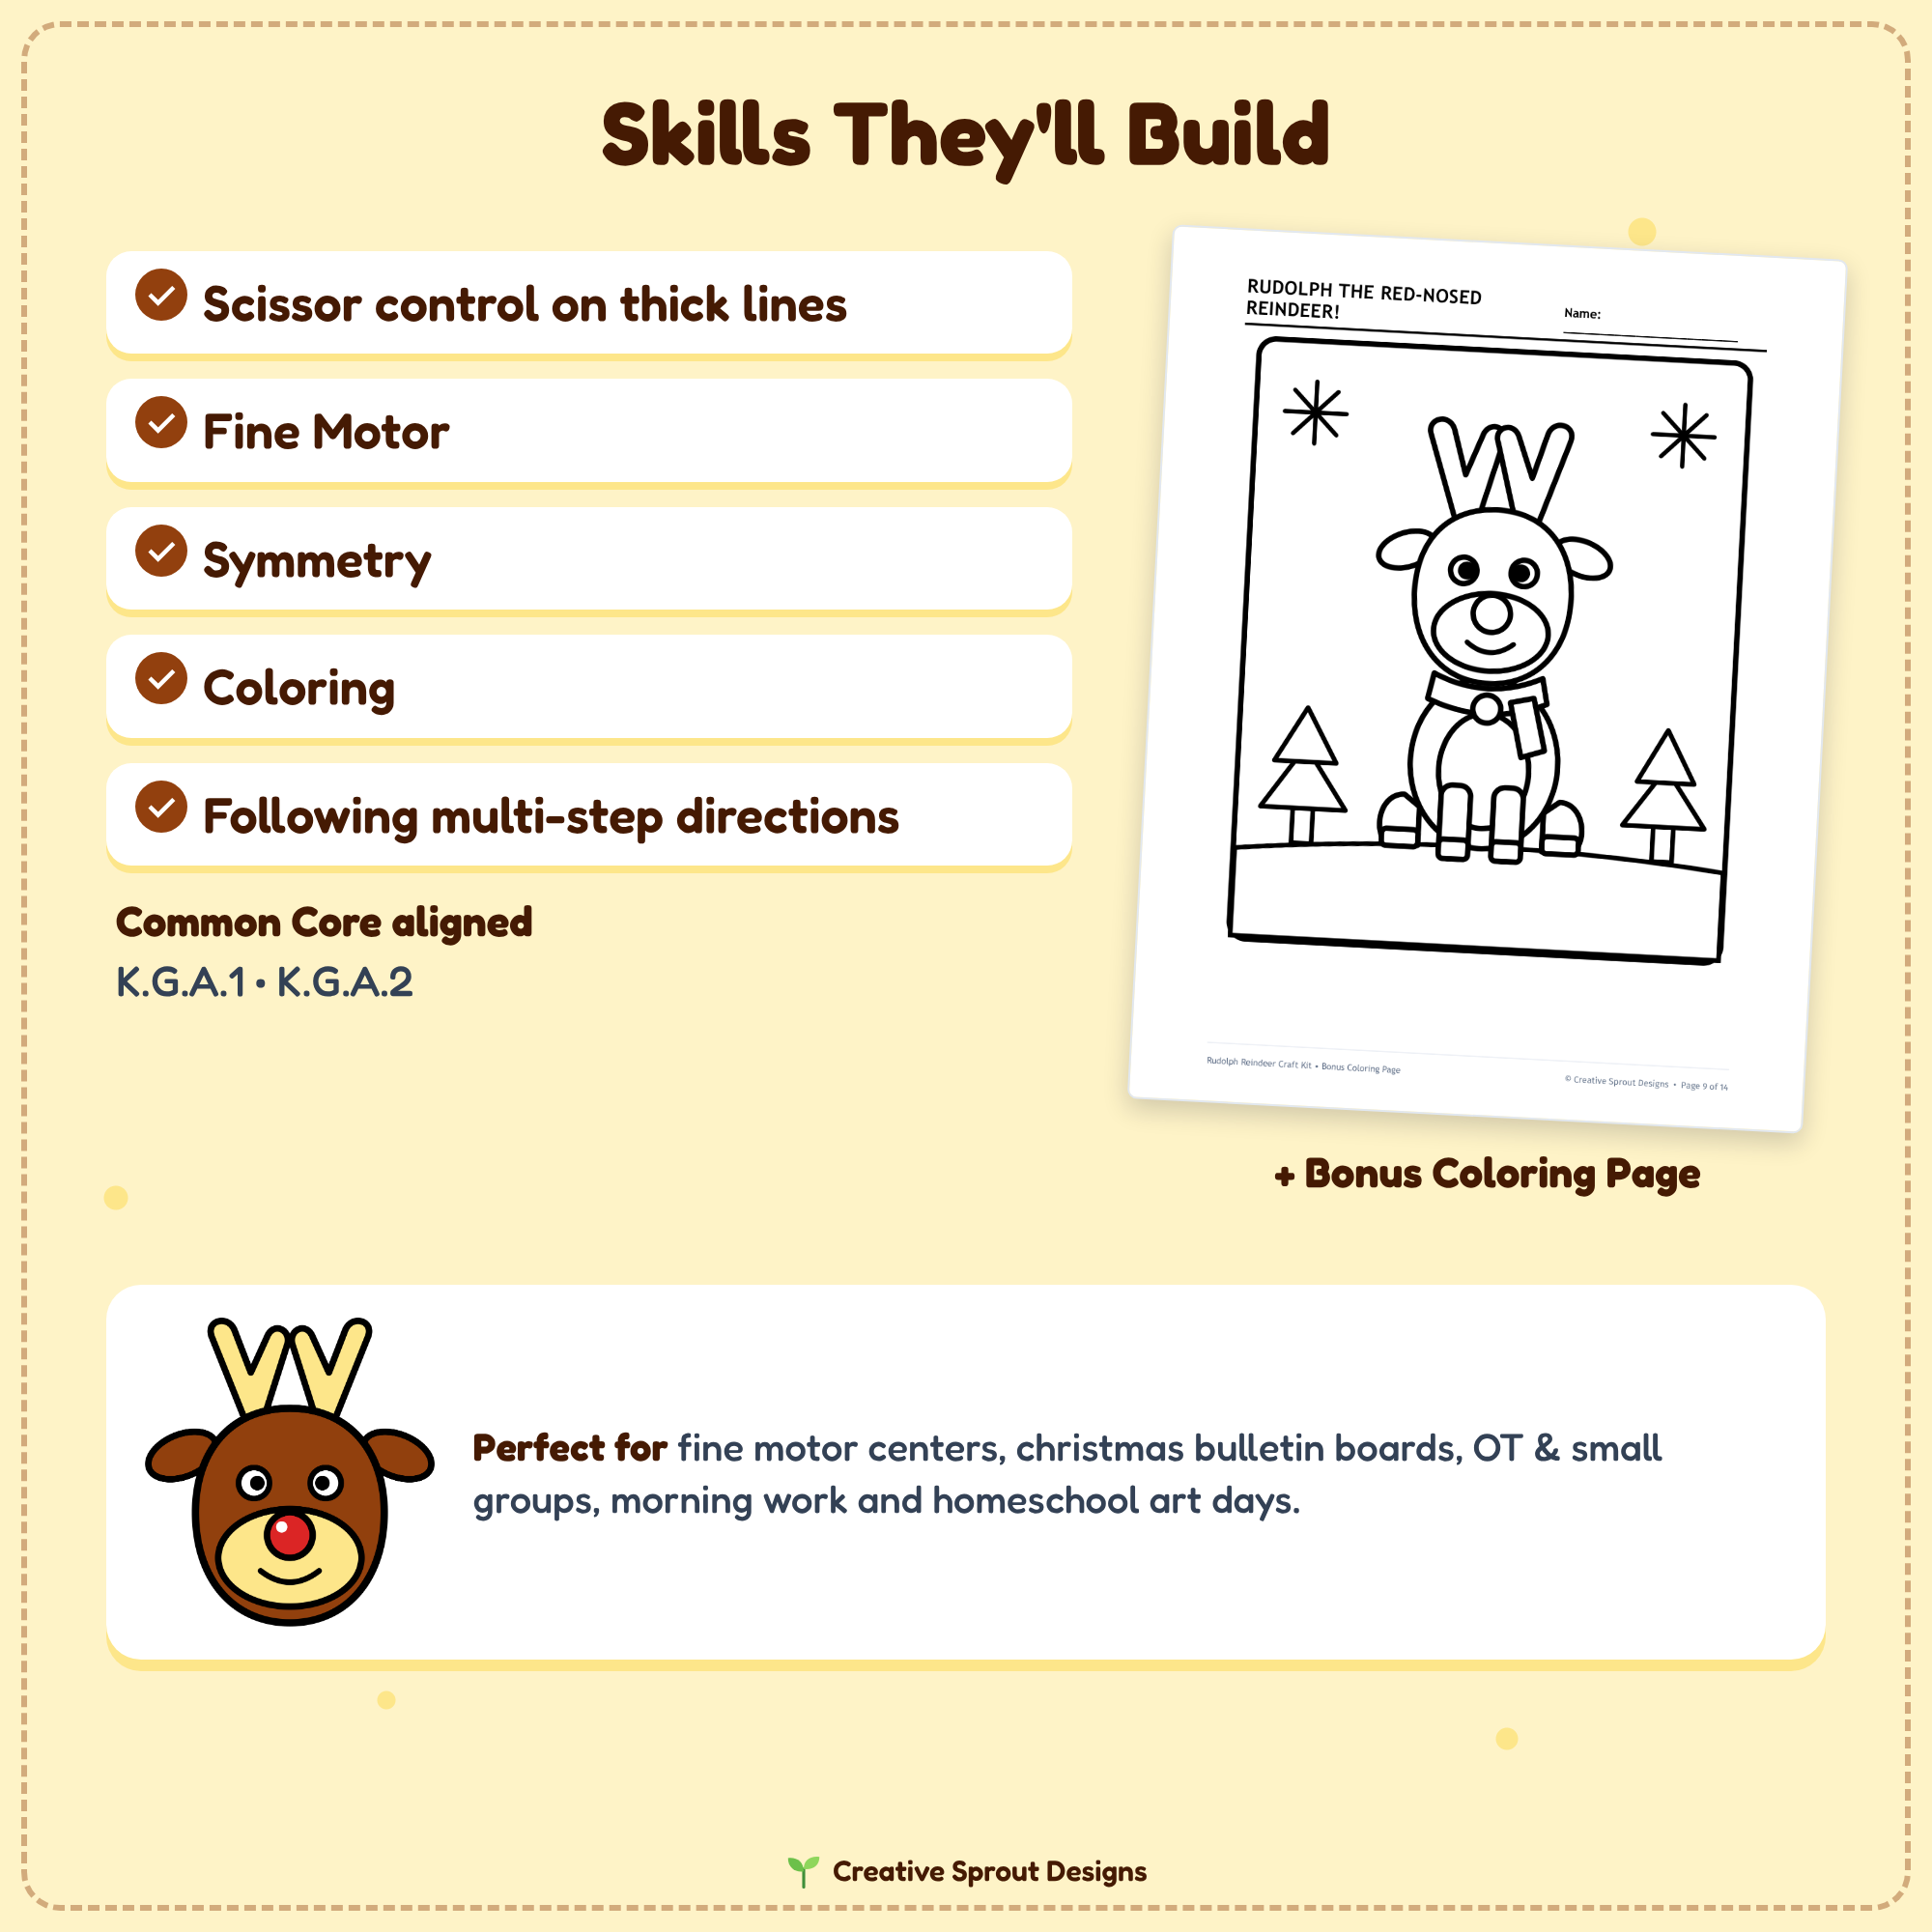 Skills They'll Build
Scissor control on thick lines
Fine Motor
Symmetry
Coloring
Following multi-step directions
Common Core aligned
K.G.A.1 • K.G.A.2
RUDOLPH THE RED-NOSED
REINDEER!
Name:
Rudolph Reindeer Craft Kit • Bonus Coloring Page
© Creative Sprout Designs • Page 9 of 14
+ Bonus Coloring Page
Perfect for fine motor centers, christmas bulletin boards, OT & small
groups, morning work and homeschool art days.
Creative Sprout Designs